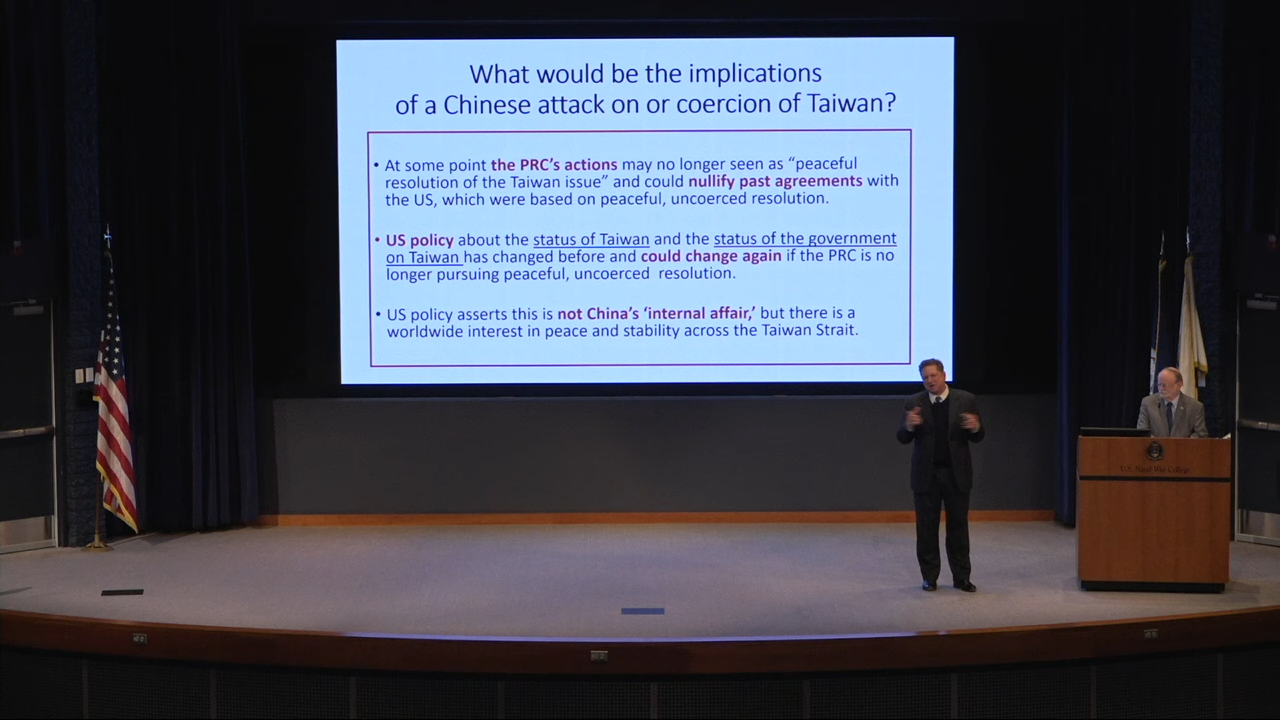 What would be the implications
of a Chinese attack on or coercion of Taiwan?
• At some point the PRC’s actions may no longer seen as “peaceful
resolution of the Taiwan issue” and could nullify past agreements with
the US, which were based on peaceful, uncoerced resolution.
• US policy about the status of Taiwan and the status of the government
on Taiwan has changed before and could change again if the PRC is no
longer pursuing peaceful, uncoerced resolution.
• US policy asserts this is not China’s ‘internal affair,’ but there is a
worldwide interest in peace and stability across the Taiwan Strait.
U.S. Naval War College